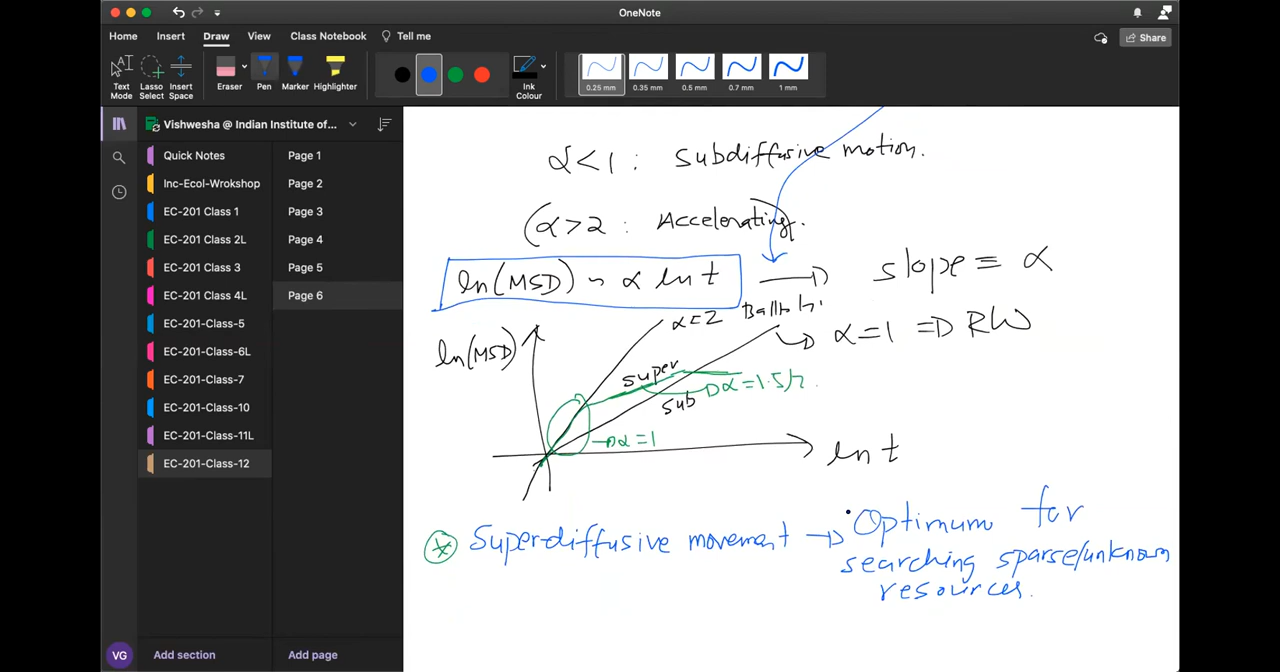 OneNote
Home Insert Draw View Class Notebook Tell me
Share
Text Mode Lasso Select Insert Space Eraser Pen Marker Highlighter Ink Colour 0.25 mm 0.35 mm 0.5 mm 0.7 mm 1 mm
Vishwesha @ Indian Institute of...
Quick Notes
Inc-Ecol-Wrokshop
EC-201 Class 1
EC-201 Class 2L
EC-201 Class 3
EC-201 Class 4L
EC-201-Class-5
EC-201-Class-6L
EC-201-Class-7
EC-201-Class-10
EC-201-Class-11L
EC-201-Class-12
Page 1
Page 2
Page 3
Page 4
Page 5
Page 6
VG Add section Add page
α<1 : Subdiffusive motion.
(α>2 : Accelerating).
ln(MSD) ~ α ln t → slope ≡ α
α=2
α=1 ⇒ RW
ln(MSD)
super
sub
α=1.5/2
→α=1
ln t
* Superdiffusive movement → Optimum for
searching sparse/unknown
resources.